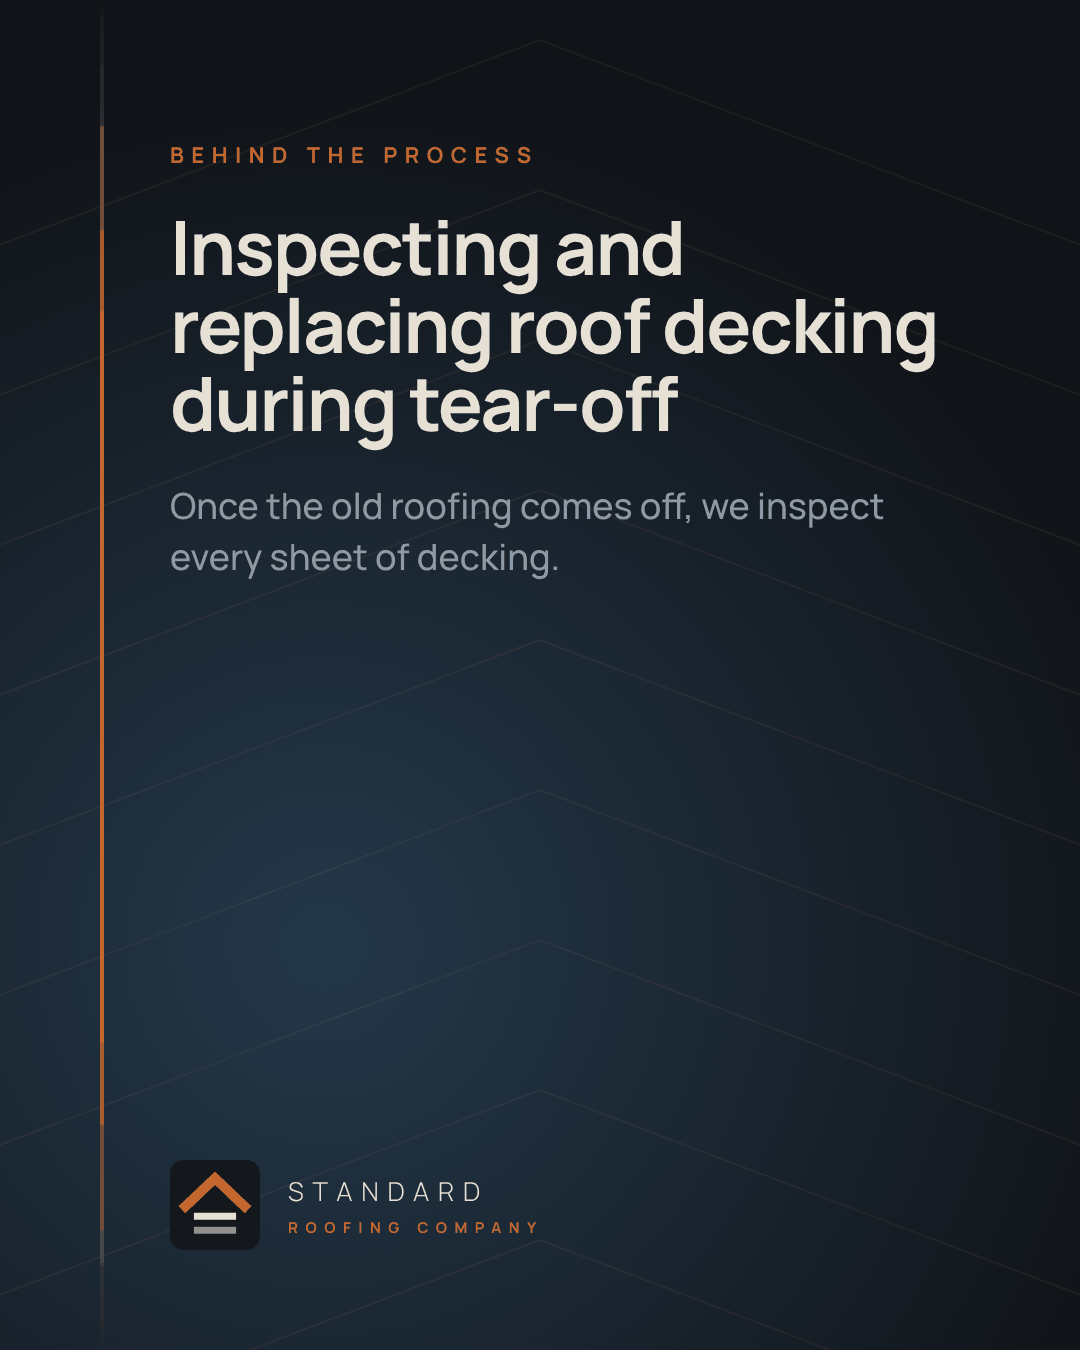 BEHIND THE PROCESS
Inspecting and
replacing roof decking
during tear-off
Once the old roofing comes off, we inspect
every sheet of decking.
STANDARD
ROOFING COMPANY